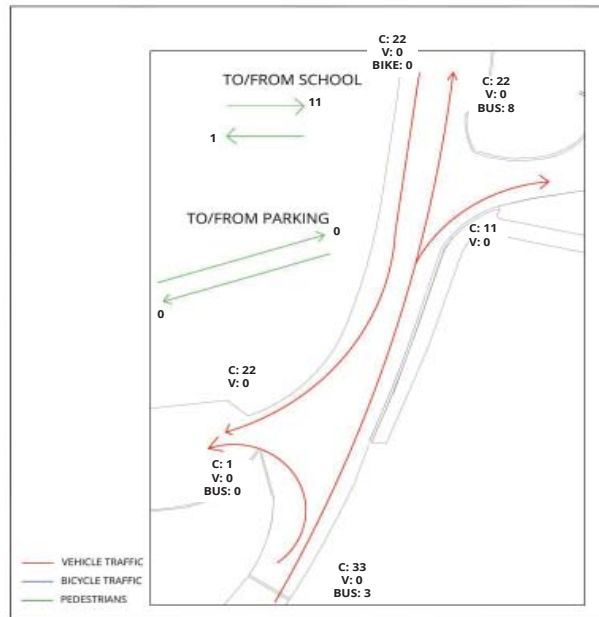 C: 22
V: 0
BIKE: 0
TO/FROM SCHOOL
11
1
C: 22
V: 0
BUS: 8
TO/FROM PARKING
0
0
C: 11
V: 0
C: 22
V: 0
C: 1
V: 0
BUS: 0
C: 33
V: 0
BUS: 3
VEHICLE TRAFFIC
BICYCLE TRAFFIC
PEDESTRIANS